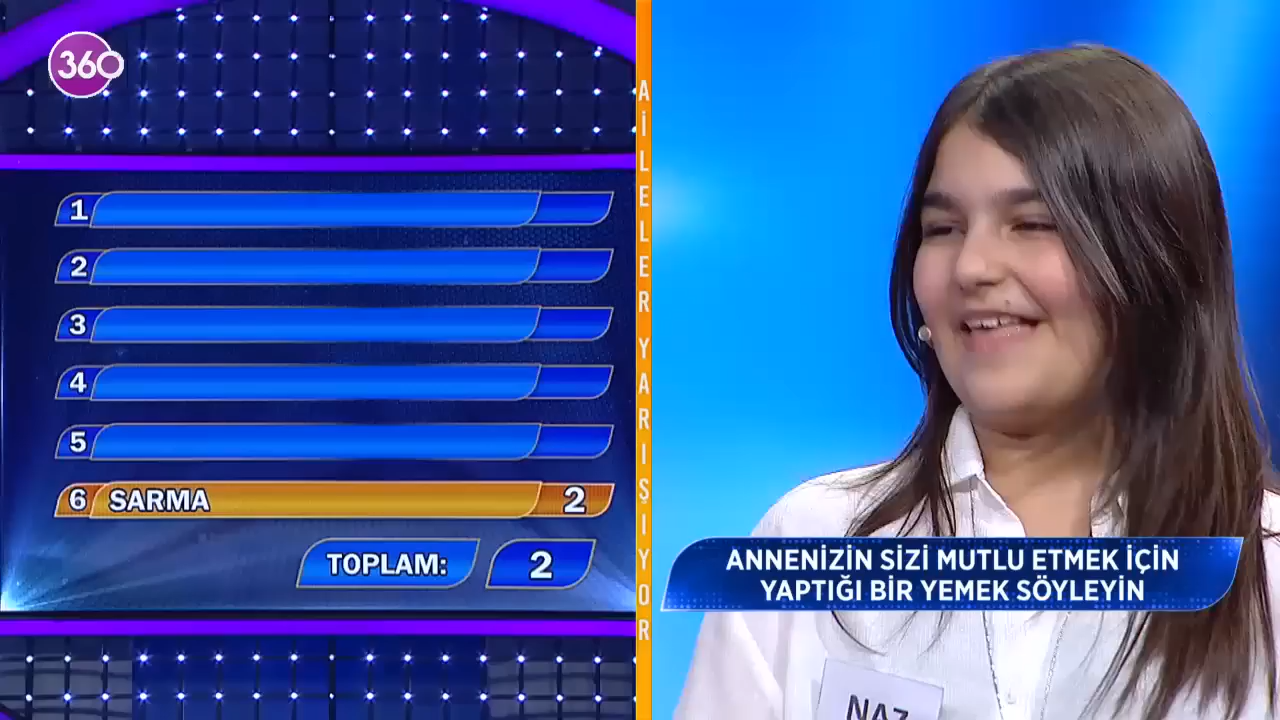 360
1
2
3
4
5
6 SARMA 2
TOPLAM: 2
AİLELER YARIŞIYOR
ANNENİZİN SİZİ MUTLU ETMEK İÇİN
YAPTIĞI BİR YEMEK SÖYLEYİN
NAZ